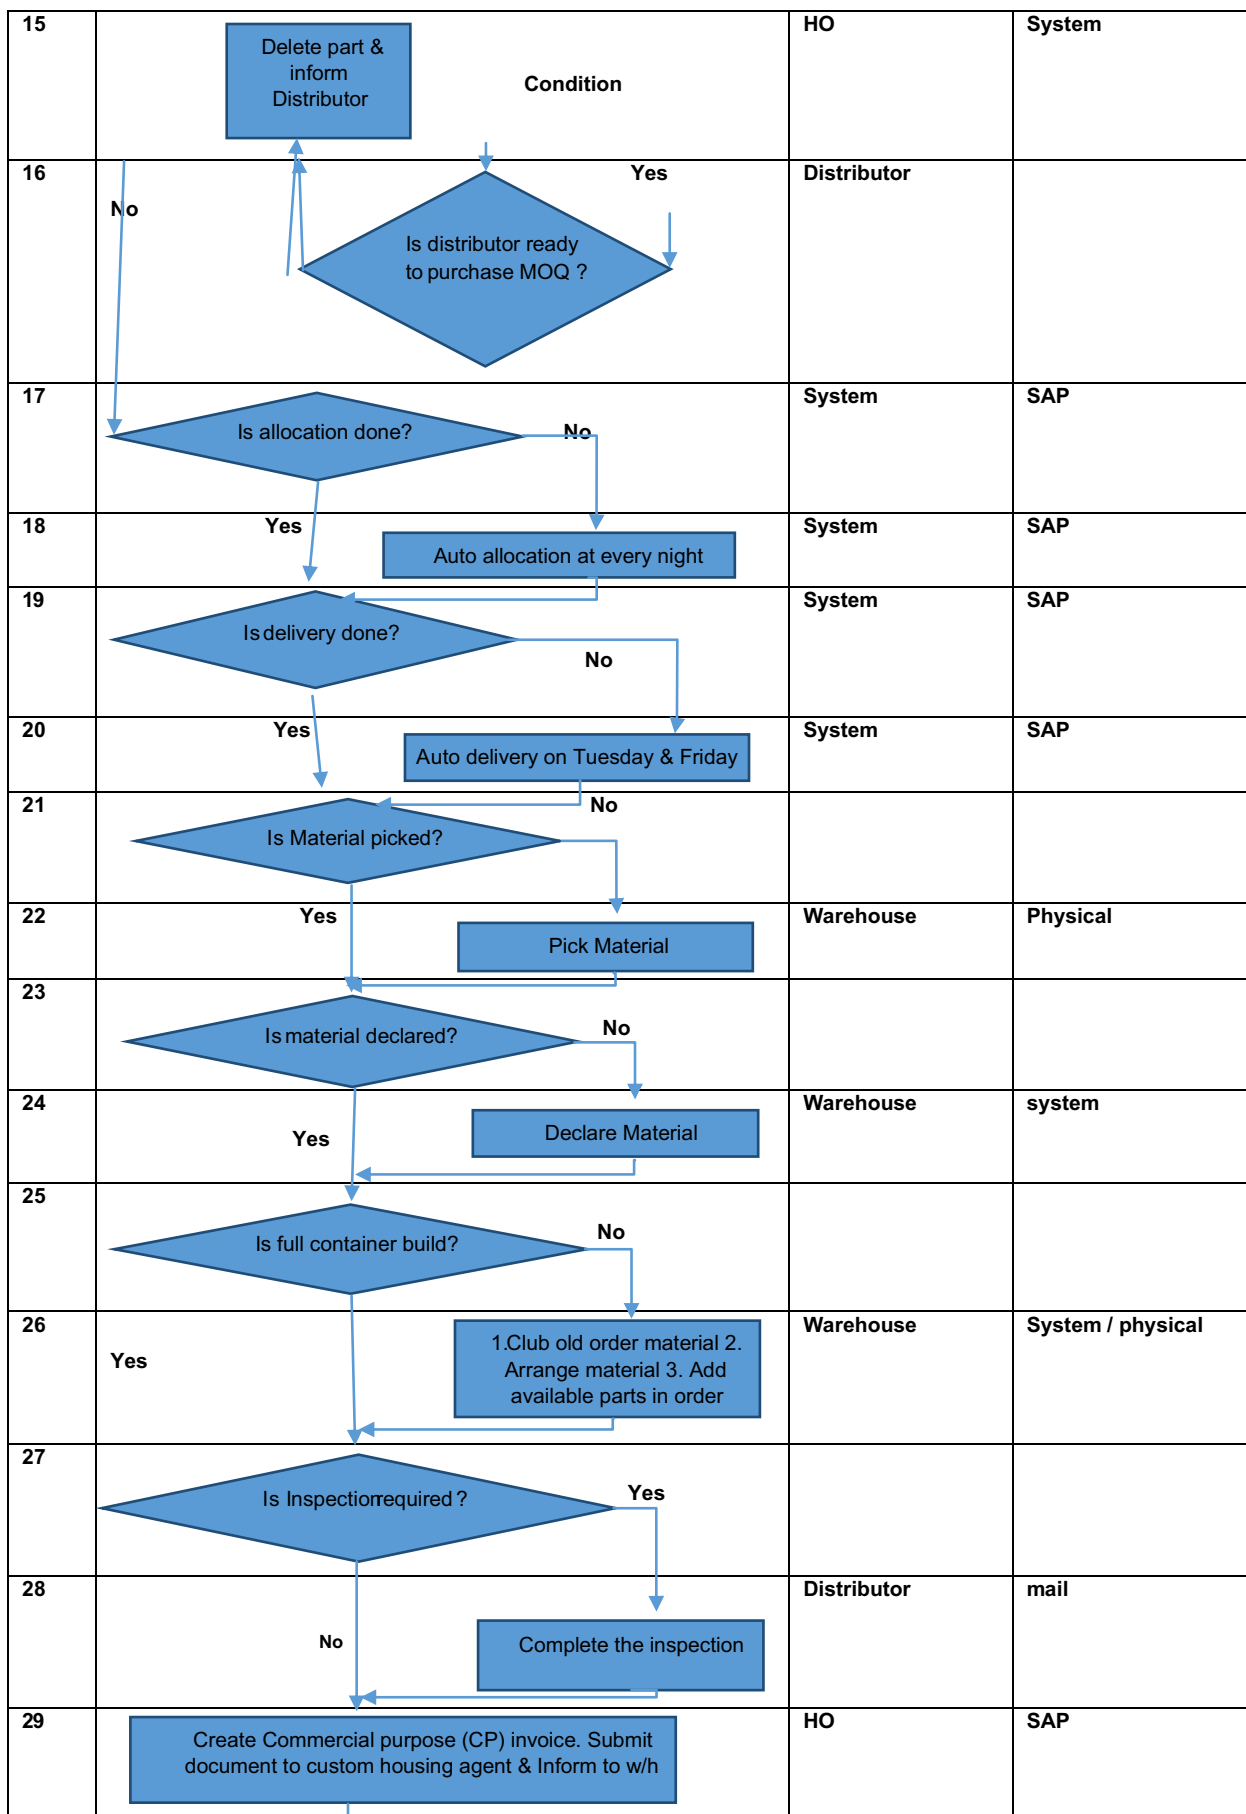 15
HO
System
Delete part &
inform
Distributor
Condition
16
Yes
Distributor
No
Is distributor ready
to purchase MOQ ?
17
System
SAP
Is allocation done?
No
18
Yes
System
SAP
Auto allocation at every night
19
System
SAP
Is delivery done?
No
20
Yes
System
SAP
Auto delivery on Tuesday & Friday
21
No
Is Material picked?
22
Yes
Warehouse
Physical
Pick Material
23
Is material declared?
No
24
Warehouse
system
Yes
Declare Material
25
Is full container build?
No
26
Warehouse
System / physical
Yes
1.Club old order material 2.
Arrange material 3. Add
available parts in order
27
Is Inspectionrequired ?
Yes
28
Distributor
mail
No
Complete the inspection
29
HO
SAP
Create Commercial purpose (CP) invoice. Submit
document to custom housing agent & Inform to w/h